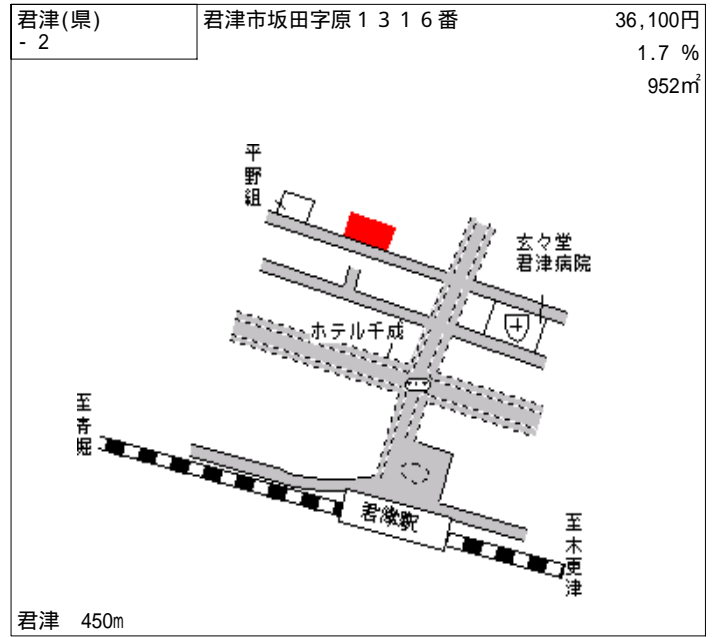 君津(県)
- 2
君津市坂田字原１３１６番
36,100円
1.7 %
952㎡
平野組
玄々堂
君津病院
ホテル千成
至青堀
君津駅
至木更津
君津 450m